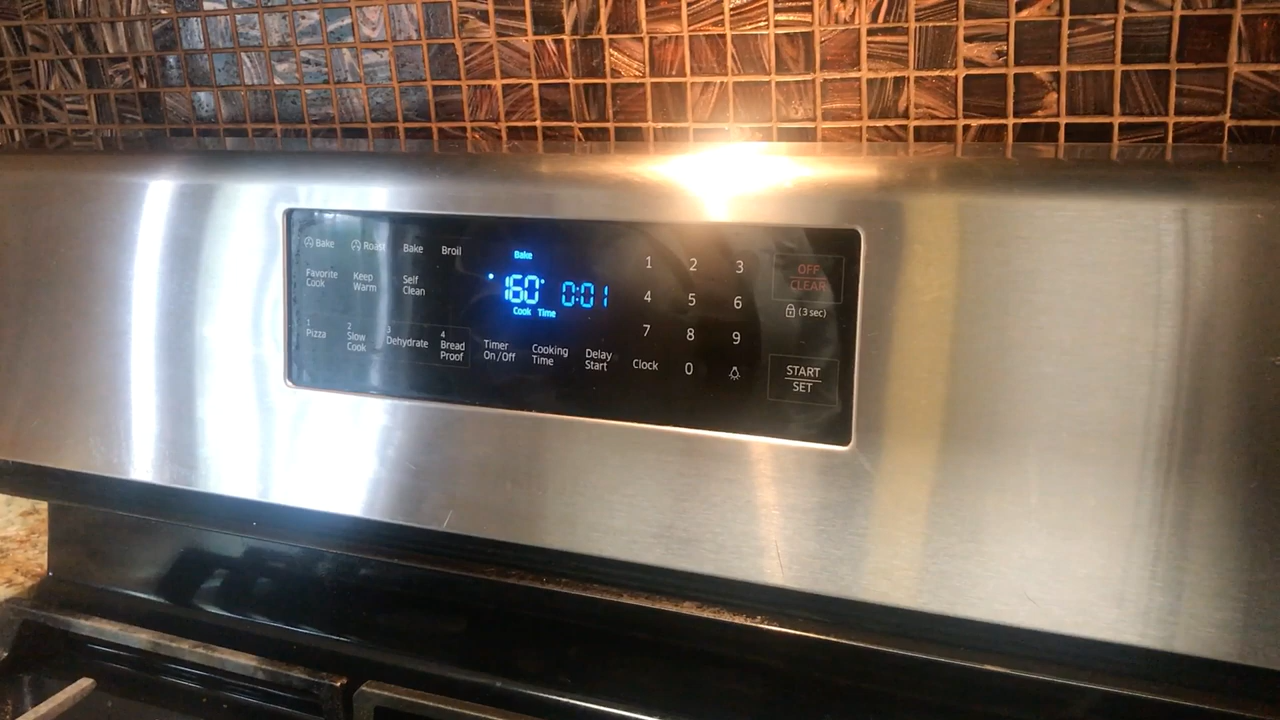 Bake Roast Bake Broil
Favorite Cook
Keep Warm
Self Clean
1 Pizza
2 Slow Cook
3 Dehydrate
4 Bread Proof
Bake
160° 0:01
Cook Time
Timer On/Off
Cooking Time
Delay Start
Clock
1 2 3
4 5 6
7 8 9
0
OFF
CLEAR
(3 sec)
START
SET